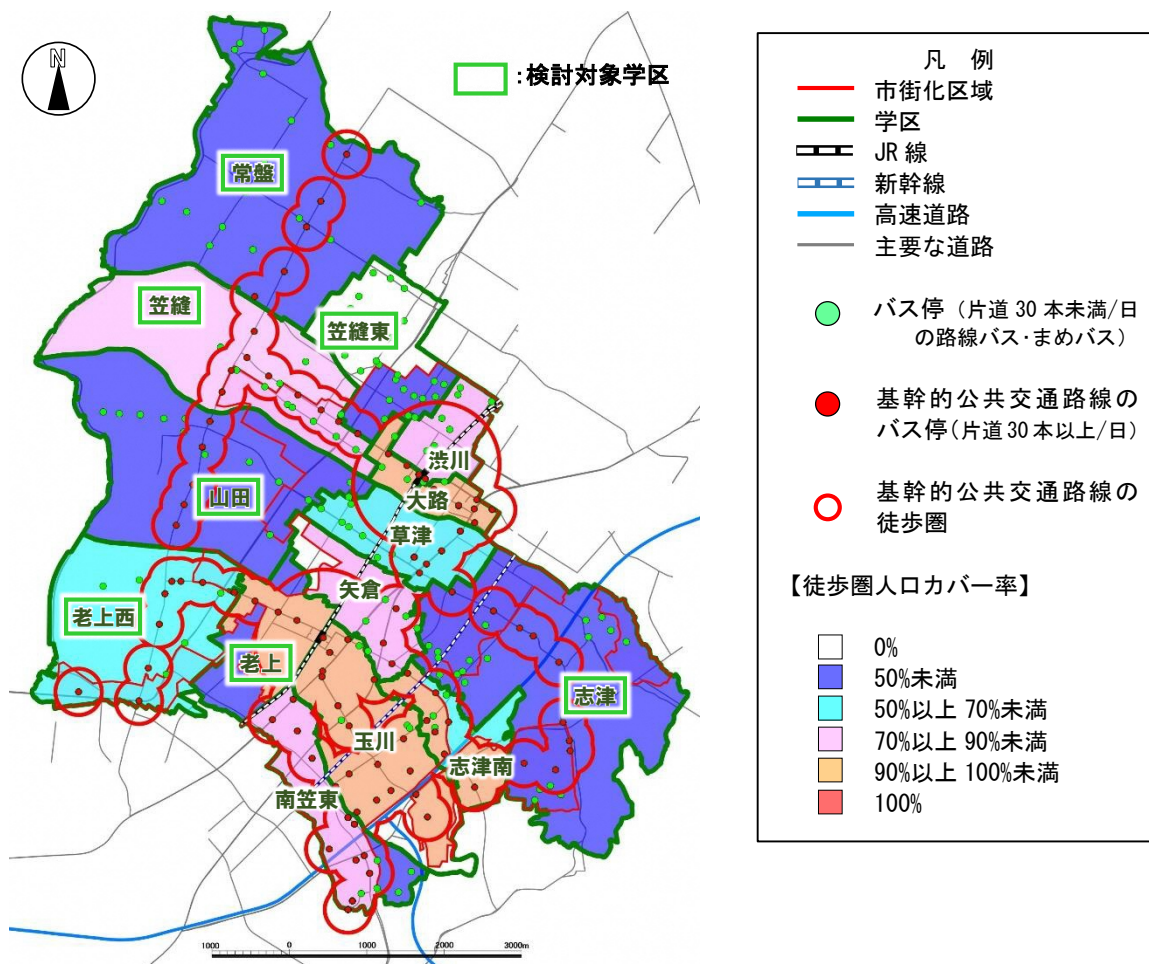 N
:検討対象学区
常盤
笠縫
笠縫東
渋川
大路
山田
草津
矢倉
老上西
老上
志津
玉川
志津南
南笠東
1000 0 1000 2000 3000m
凡 例
市街化区域
学区
JR 線
新幹線
高速道路
主要な道路
バス停（片道 30 本未満/日
の路線バス・まめバス）
基幹的公共交通路線の
バス停(片道30本以上/日)
基幹的公共交通路線の
徒歩圏
【徒歩圏人口カバー率】
0%
50%未満
50%以上 70%未満
70%以上 90%未満
90%以上 100%未満
100%